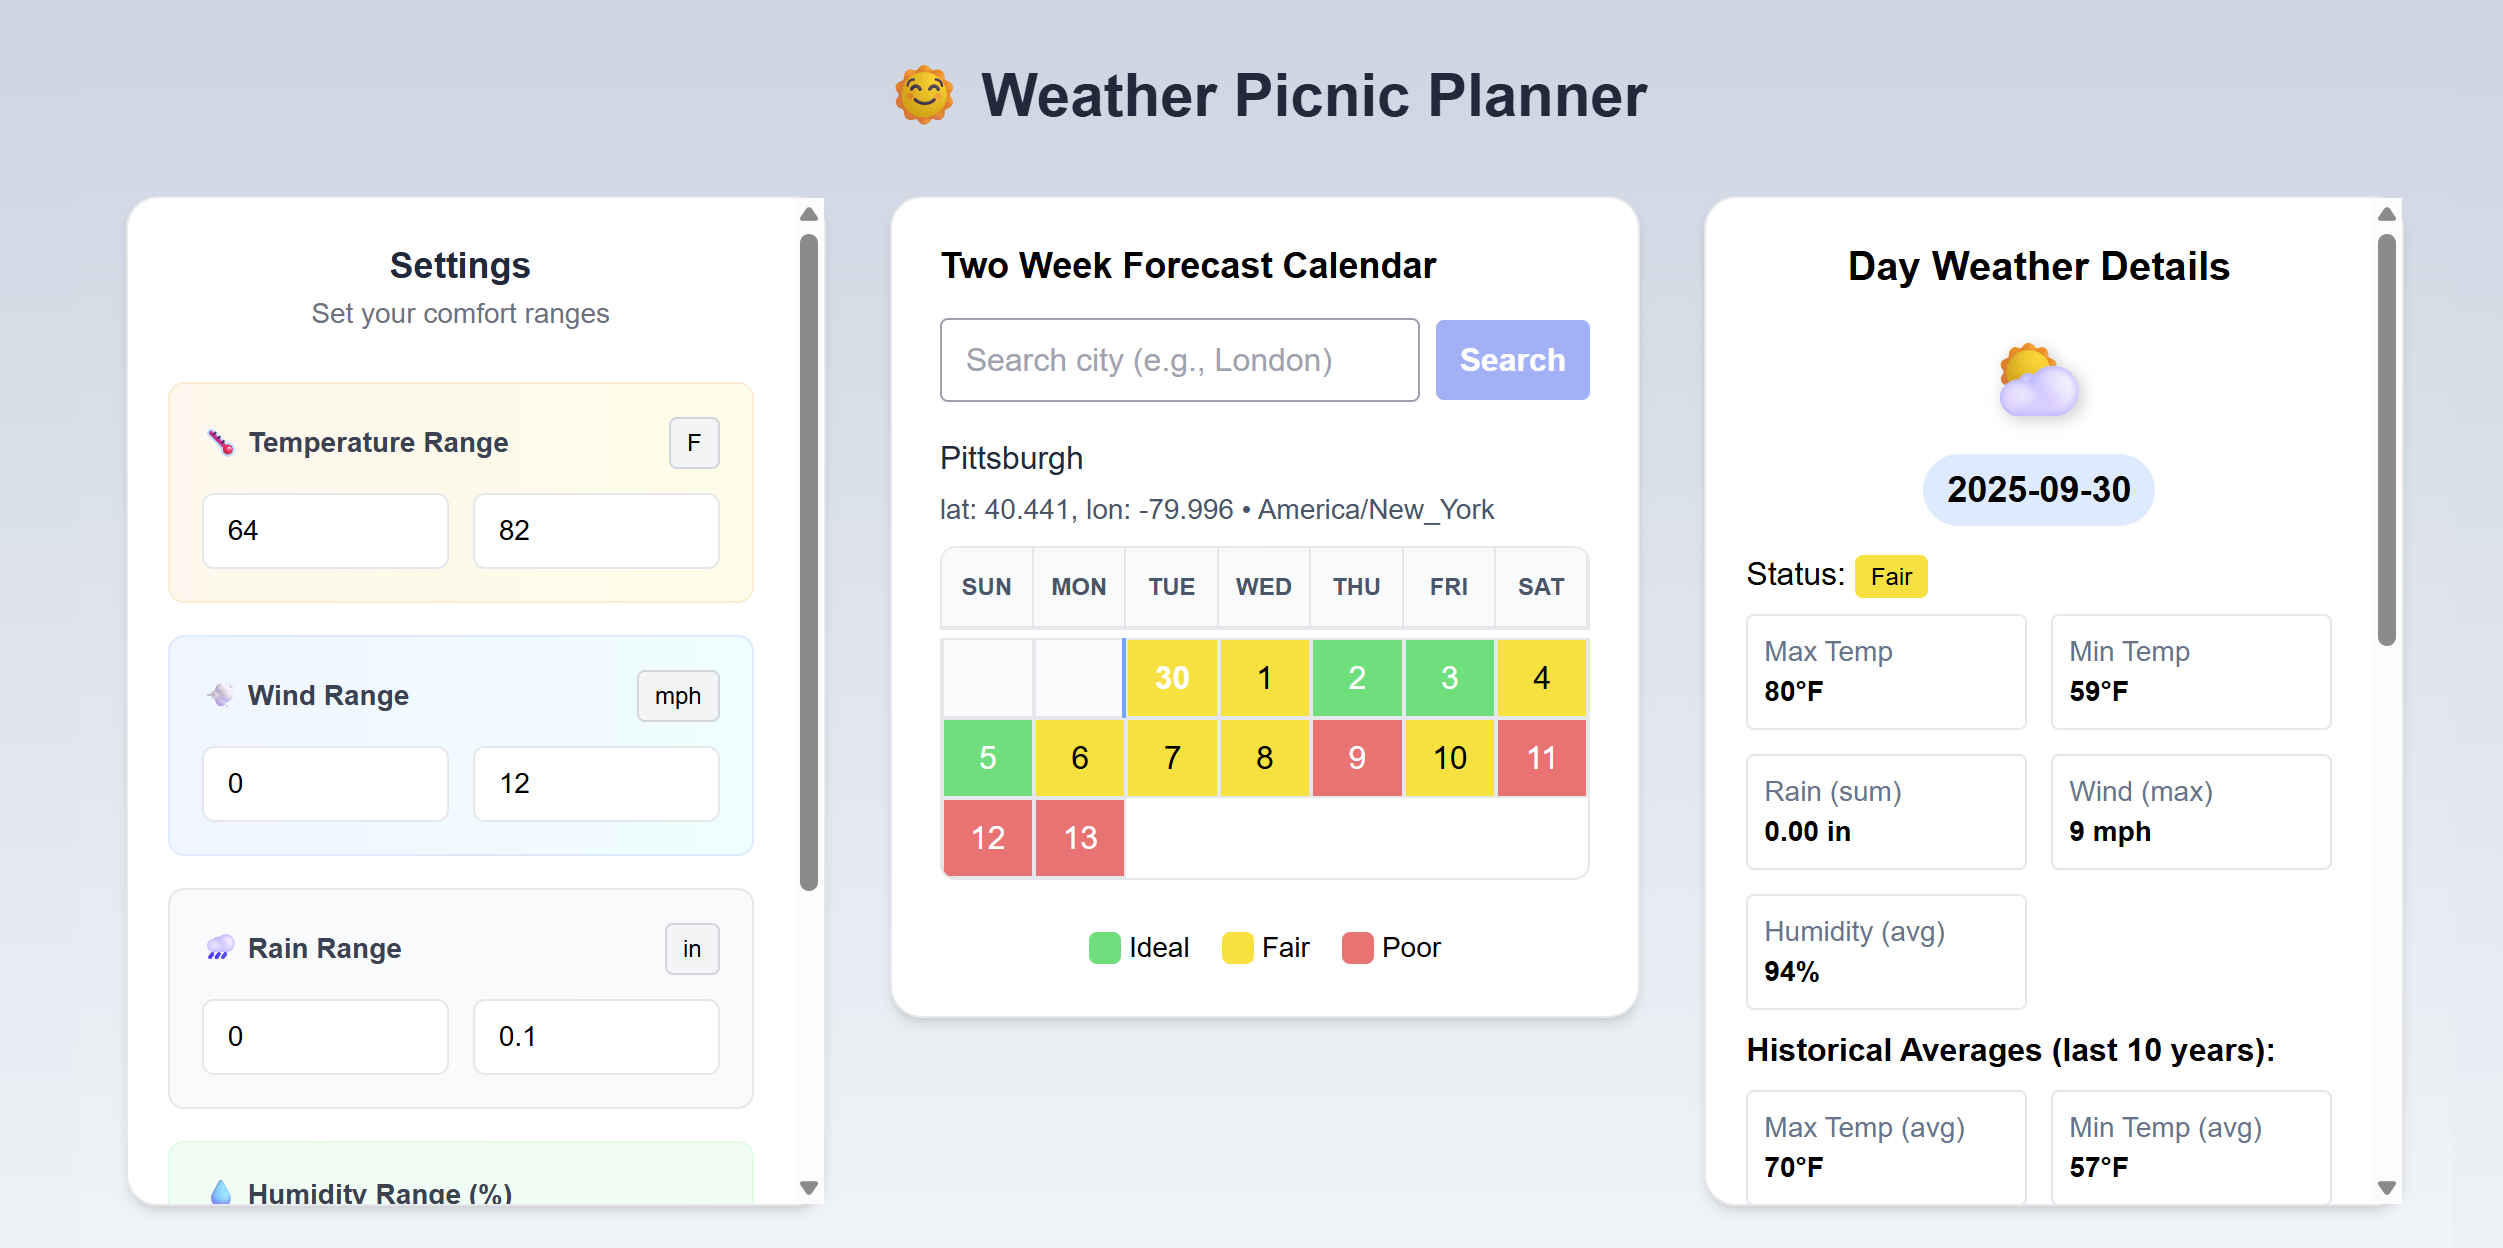 Weather Picnic Planner
Settings
Set your comfort ranges
Temperature Range
F
64
82
Wind Range
mph
0
12
Rain Range
in
0
0.1
Humidity Range (%)
Two Week Forecast Calendar
Search city (e.g., London)
Search
Pittsburgh
lat: 40.441, lon: -79.996 • America/New_York
SUN MON TUE WED THU FRI SAT
30 1 2 3 4
5 6 7 8 9 10 11
12 13
Ideal Fair Poor
Day Weather Details
2025-09-30
Status: Fair
Max Temp
80°F
Min Temp
59°F
Rain (sum)
0.00 in
Wind (max)
9 mph
Humidity (avg)
94%
Historical Averages (last 10 years):
Max Temp (avg)
70°F
Min Temp (avg)
57°F